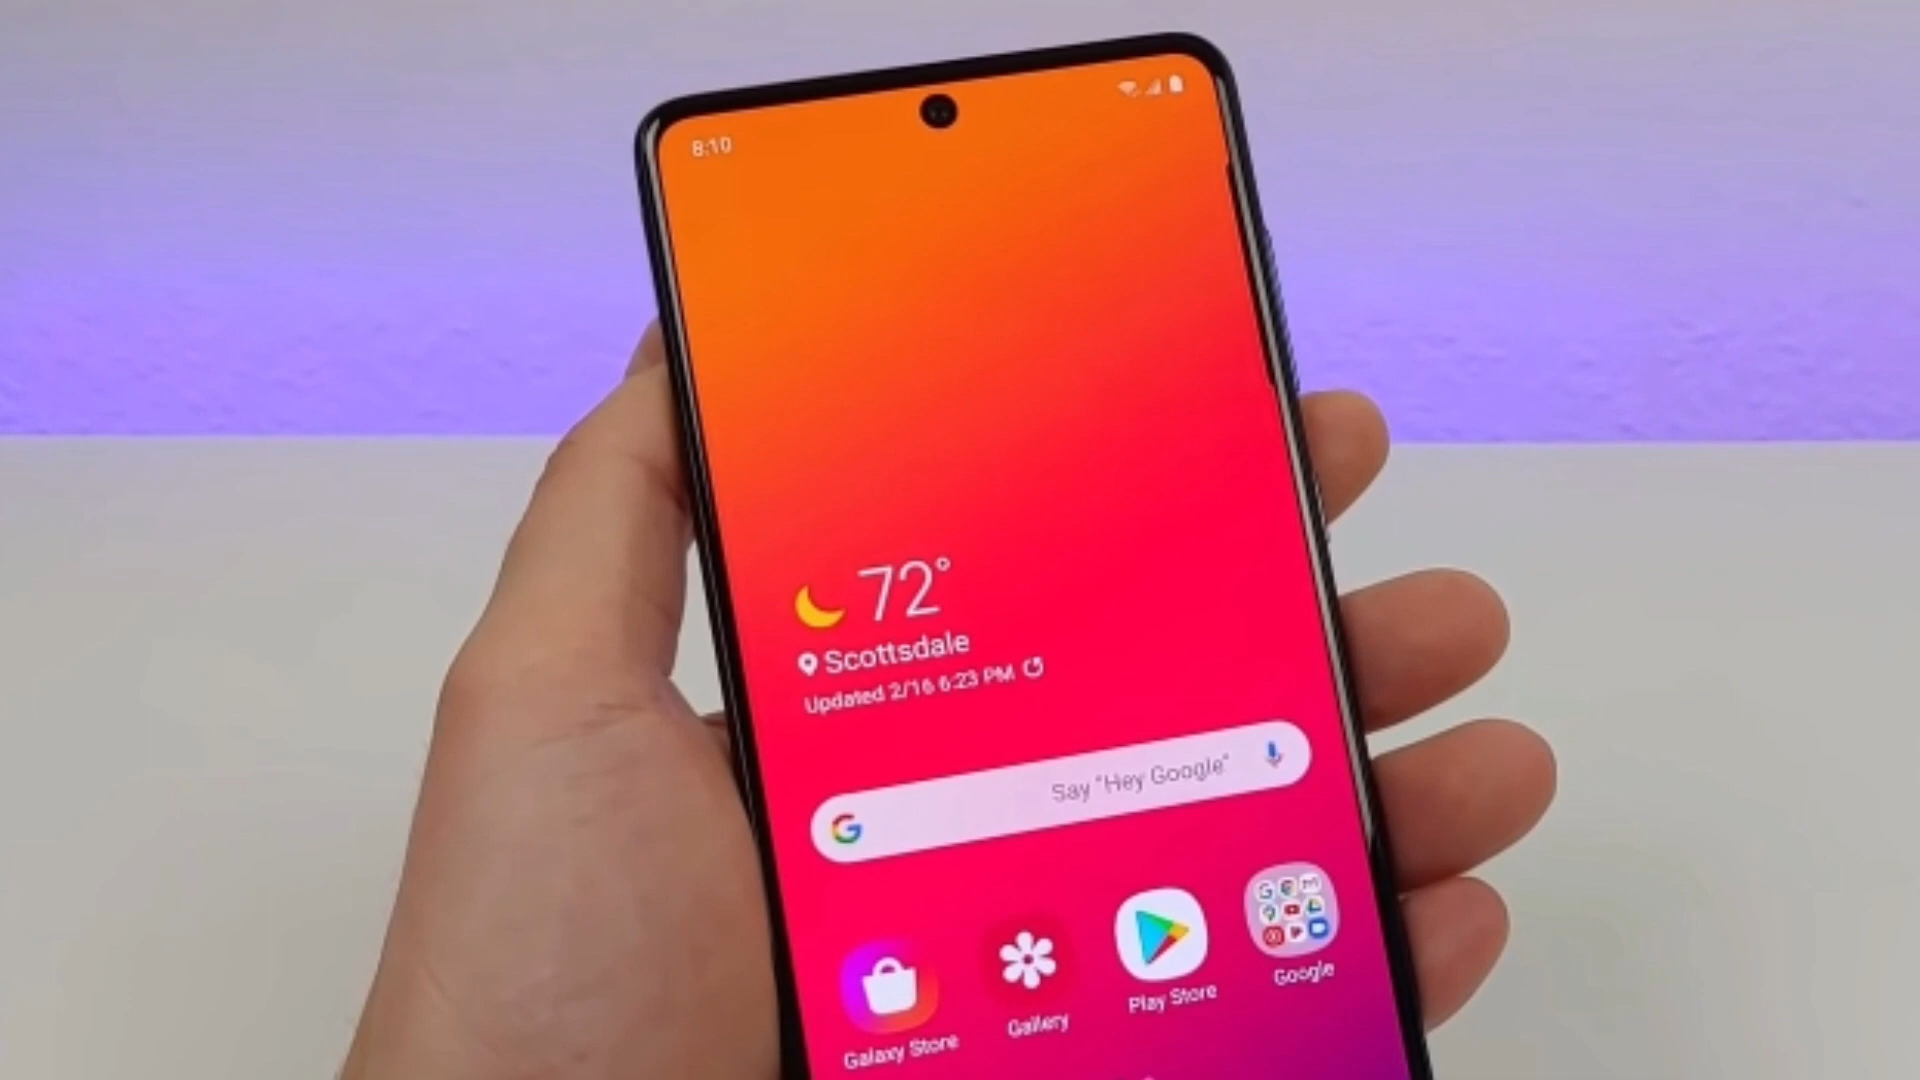 8:10
72°
Scottsdale
Updated 2/16 6:23 PM
Say "Hey Google"
Galaxy Store
Gallery
Play Store
Google